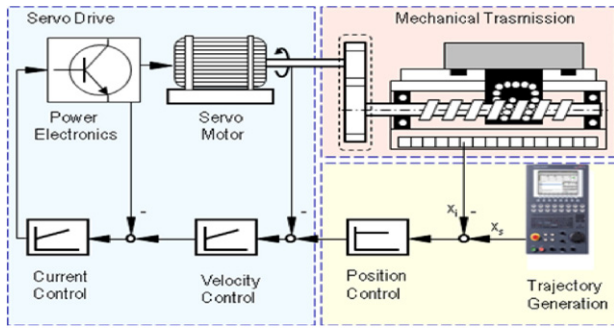 Servo Drive
Mechanical Trasmission
Power
Electronics
Servo
Motor
-
-
xi
-
xs
Current
Control
Velocity
Control
Position
Control
Trajectory
Generation